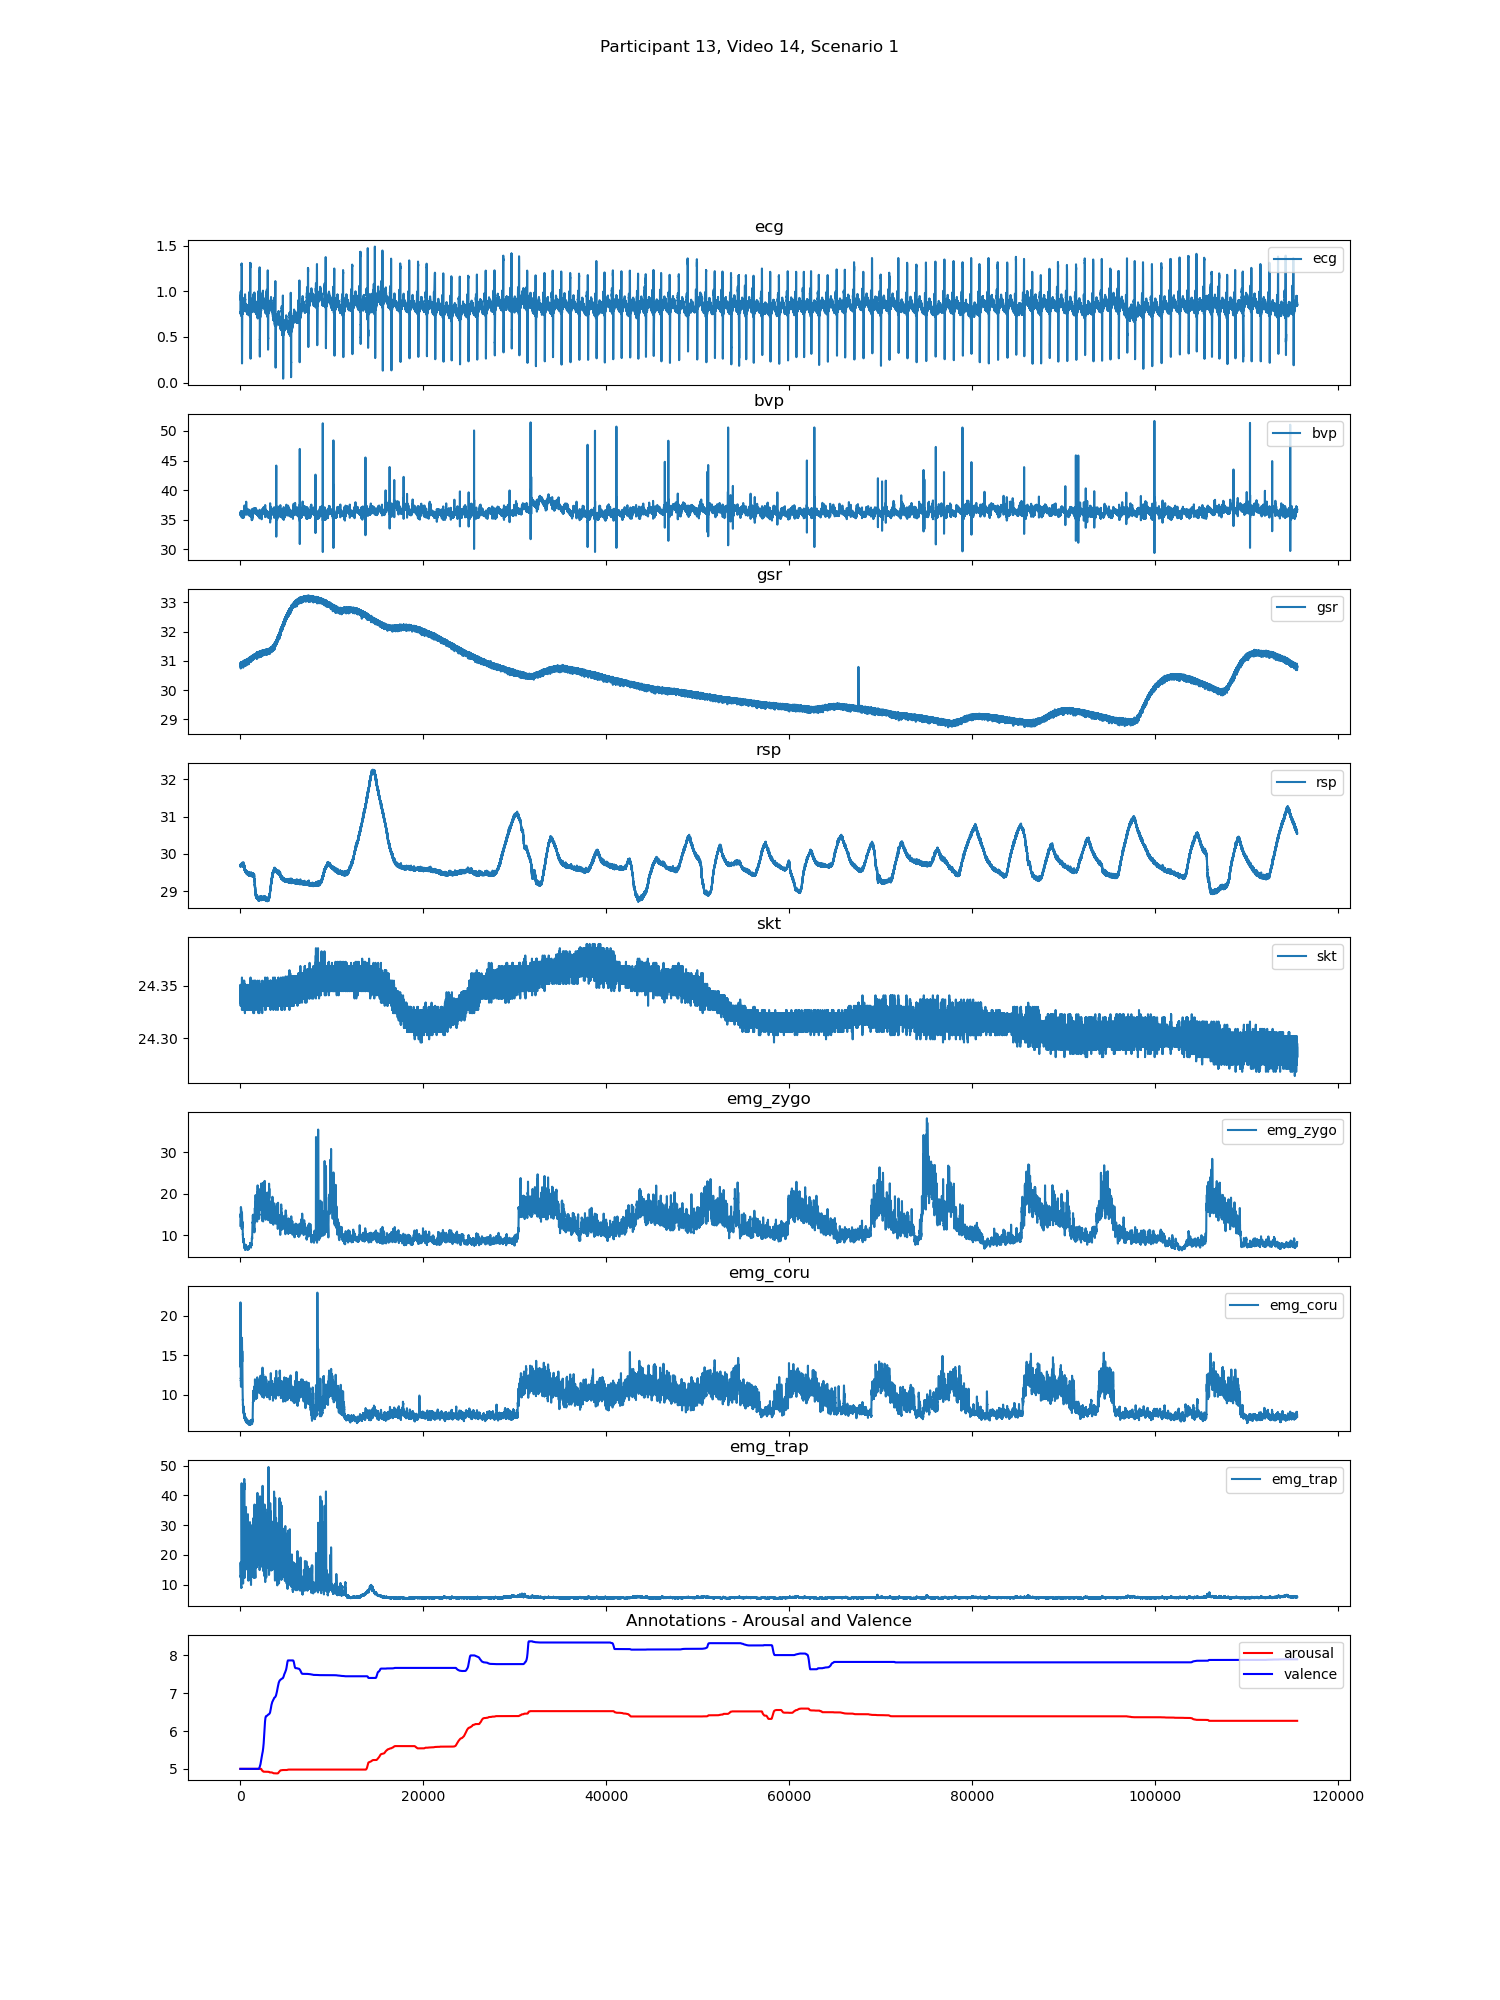 Participant 13, Video 14, Scenario 1
ecg
1.5
1.0
0.5
0.0
ecg
bvp
50
45
40
35
30
bvp
gsr
33
32
31
30
29
gsr
rsp
32
31
30
29
rsp
skt
24.35
24.30
skt
emg_zygo
30
20
10
emg_zygo
emg_coru
20
15
10
emg_coru
emg_trap
50
40
30
20
10
emg_trap
Annotations - Arousal and Valence
8
7
6
5
arousal
valence
0 20000 40000 60000 80000 100000 120000